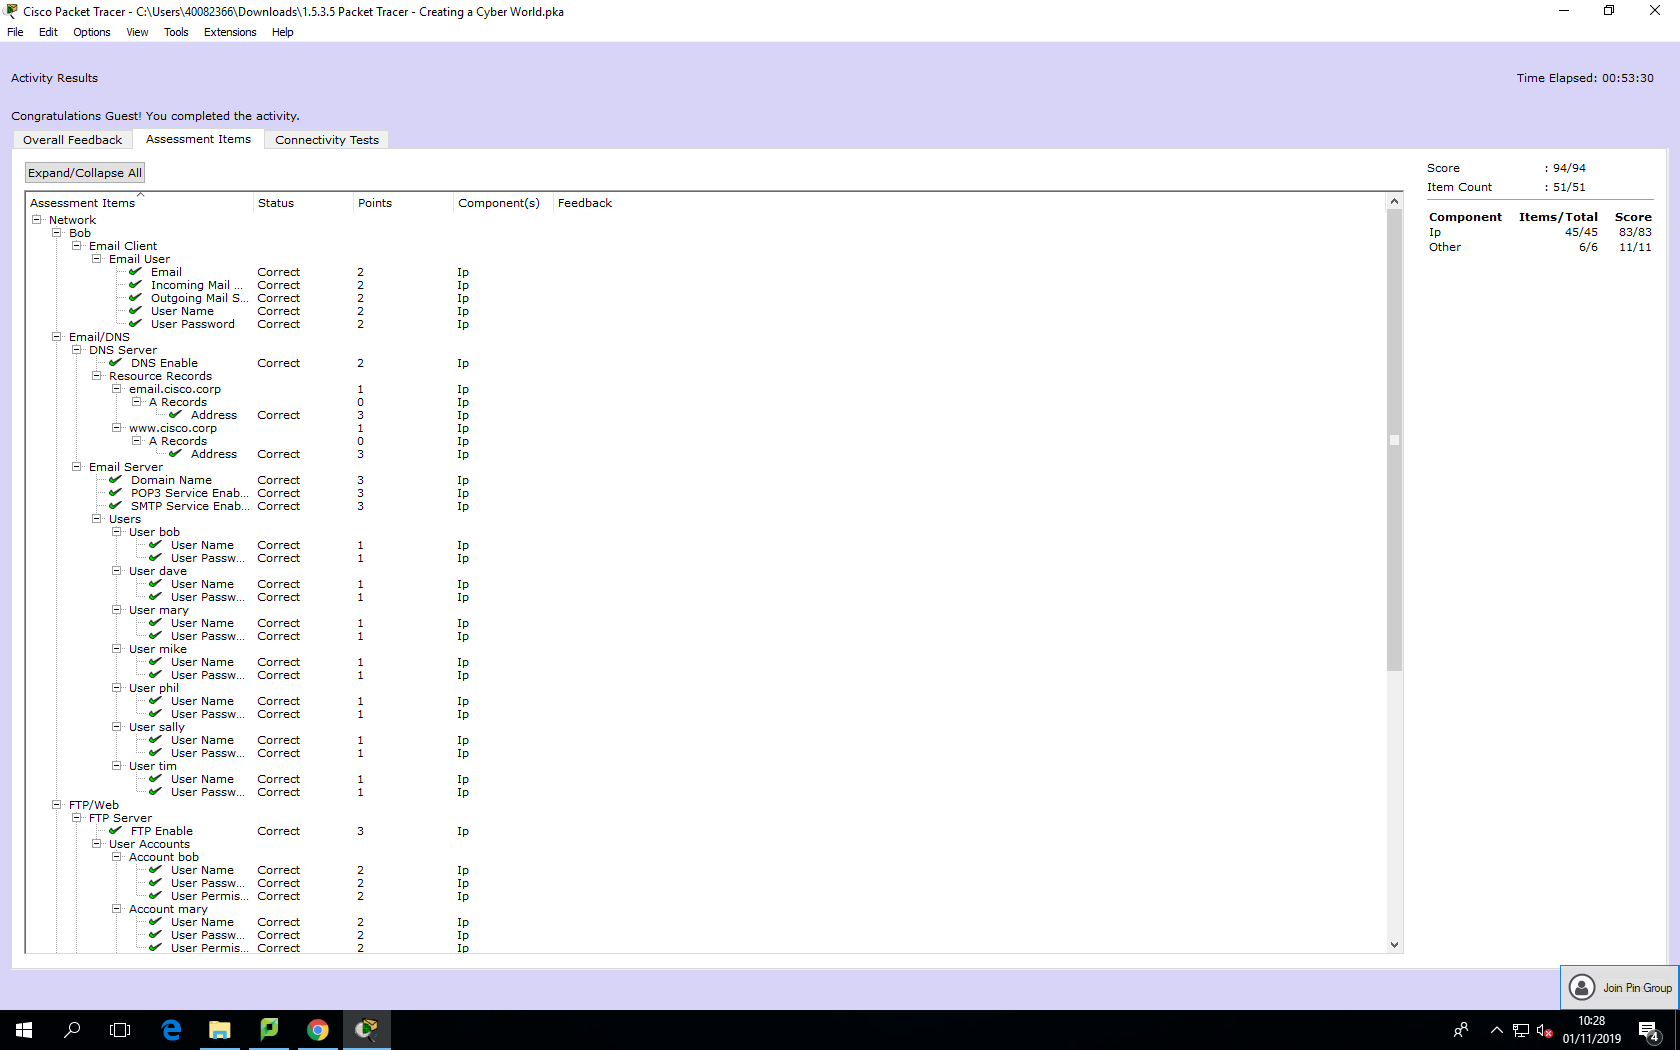 Cisco Packet Tracer - C:\Users\40082366\Downloads\1.5.3.5 Packet Tracer - Creating a Cyber World.pka
File Edit Options View Tools Extensions Help
Activity Results Time Elapsed: 00:53:30
Congratulations Guest! You completed the activity.
Overall Feedback Assessment Items Connectivity Tests
Expand/Collapse All
Score : 94/94
Item Count : 51/51
Component Items/Total Score
Ip 45/45 83/83
Other 6/6 11/11
Assessment Items Status Points Component(s) Feedback
Network
Bob
Email Client
Email User
Email Correct 2 Ip
Incoming Mail ... Correct 2 Ip
Outgoing Mail S... Correct 2 Ip
User Name Correct 2 Ip
User Password Correct 2 Ip
Email/DNS
DNS Server
DNS Enable Correct 2 Ip
Resource Records
email.cisco.corp 1 Ip
A Records 0 Ip
Address Correct 3 Ip
www.cisco.corp 1 Ip
A Records 0 Ip
Address Correct 3 Ip
Email Server
Domain Name Correct 3 Ip
POP3 Service Enab... Correct 3 Ip
SMTP Service Enab... Correct 3 Ip
Users
User bob
User Name Correct 1 Ip
User Passw... Correct 1 Ip
User dave
User Name Correct 1 Ip
User Passw... Correct 1 Ip
User mary
User Name Correct 1 Ip
User Passw... Correct 1 Ip
User mike
User Name Correct 1 Ip
User Passw... Correct 1 Ip
User phil
User Name Correct 1 Ip
User Passw... Correct 1 Ip
User sally
User Name Correct 1 Ip
User Passw... Correct 1 Ip
User tim
User Name Correct 1 Ip
User Passw... Correct 1 Ip
FTP/Web
FTP Server
FTP Enable Correct 3 Ip
User Accounts
Account bob
User Name Correct 2 Ip
User Passw... Correct 2 Ip
User Permis... Correct 2 Ip
Account mary
User Name Correct 2 Ip
User Passw... Correct 2 Ip
User Permis... Correct 2 Ip
Join Pin Group
10:28
01/11/2019
4